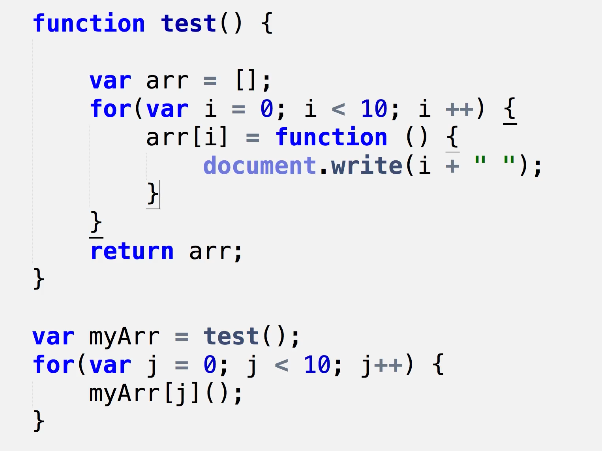 function test() {
var arr = [];
for(var i = 0; i < 10; i ++) {
arr[i] = function () {
document.write(i + " ");
}
}
return arr;
}
var myArr = test();
for(var j = 0; j < 10; j++) {
myArr[j]();
}